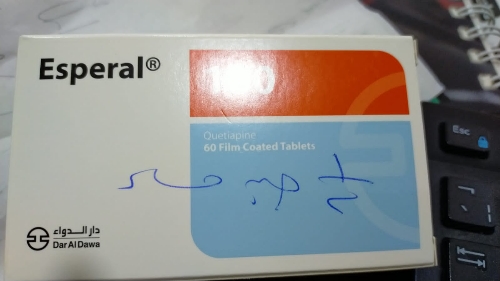 Esperal®
Quetiapine
60 Film Coated Tablets
دار الدواء
Dar Al Dawa
Esc